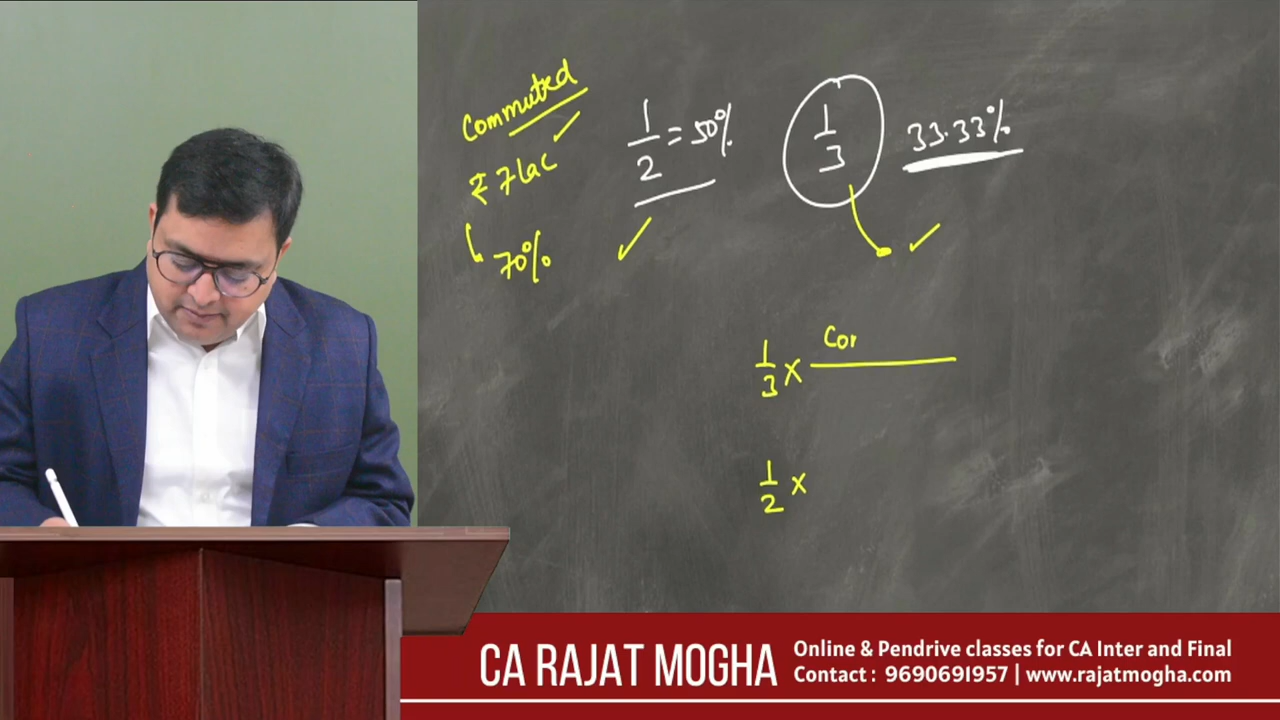 Commuted
₹ 7 lac
70%
1/2 = 50%
1/3
33.33%
1/3 × Com
1/2 ×
CA RAJAT MOGHA
Online & Pendrive classes for CA Inter and Final
Contact : 9690691957 | www.rajatmogha.com